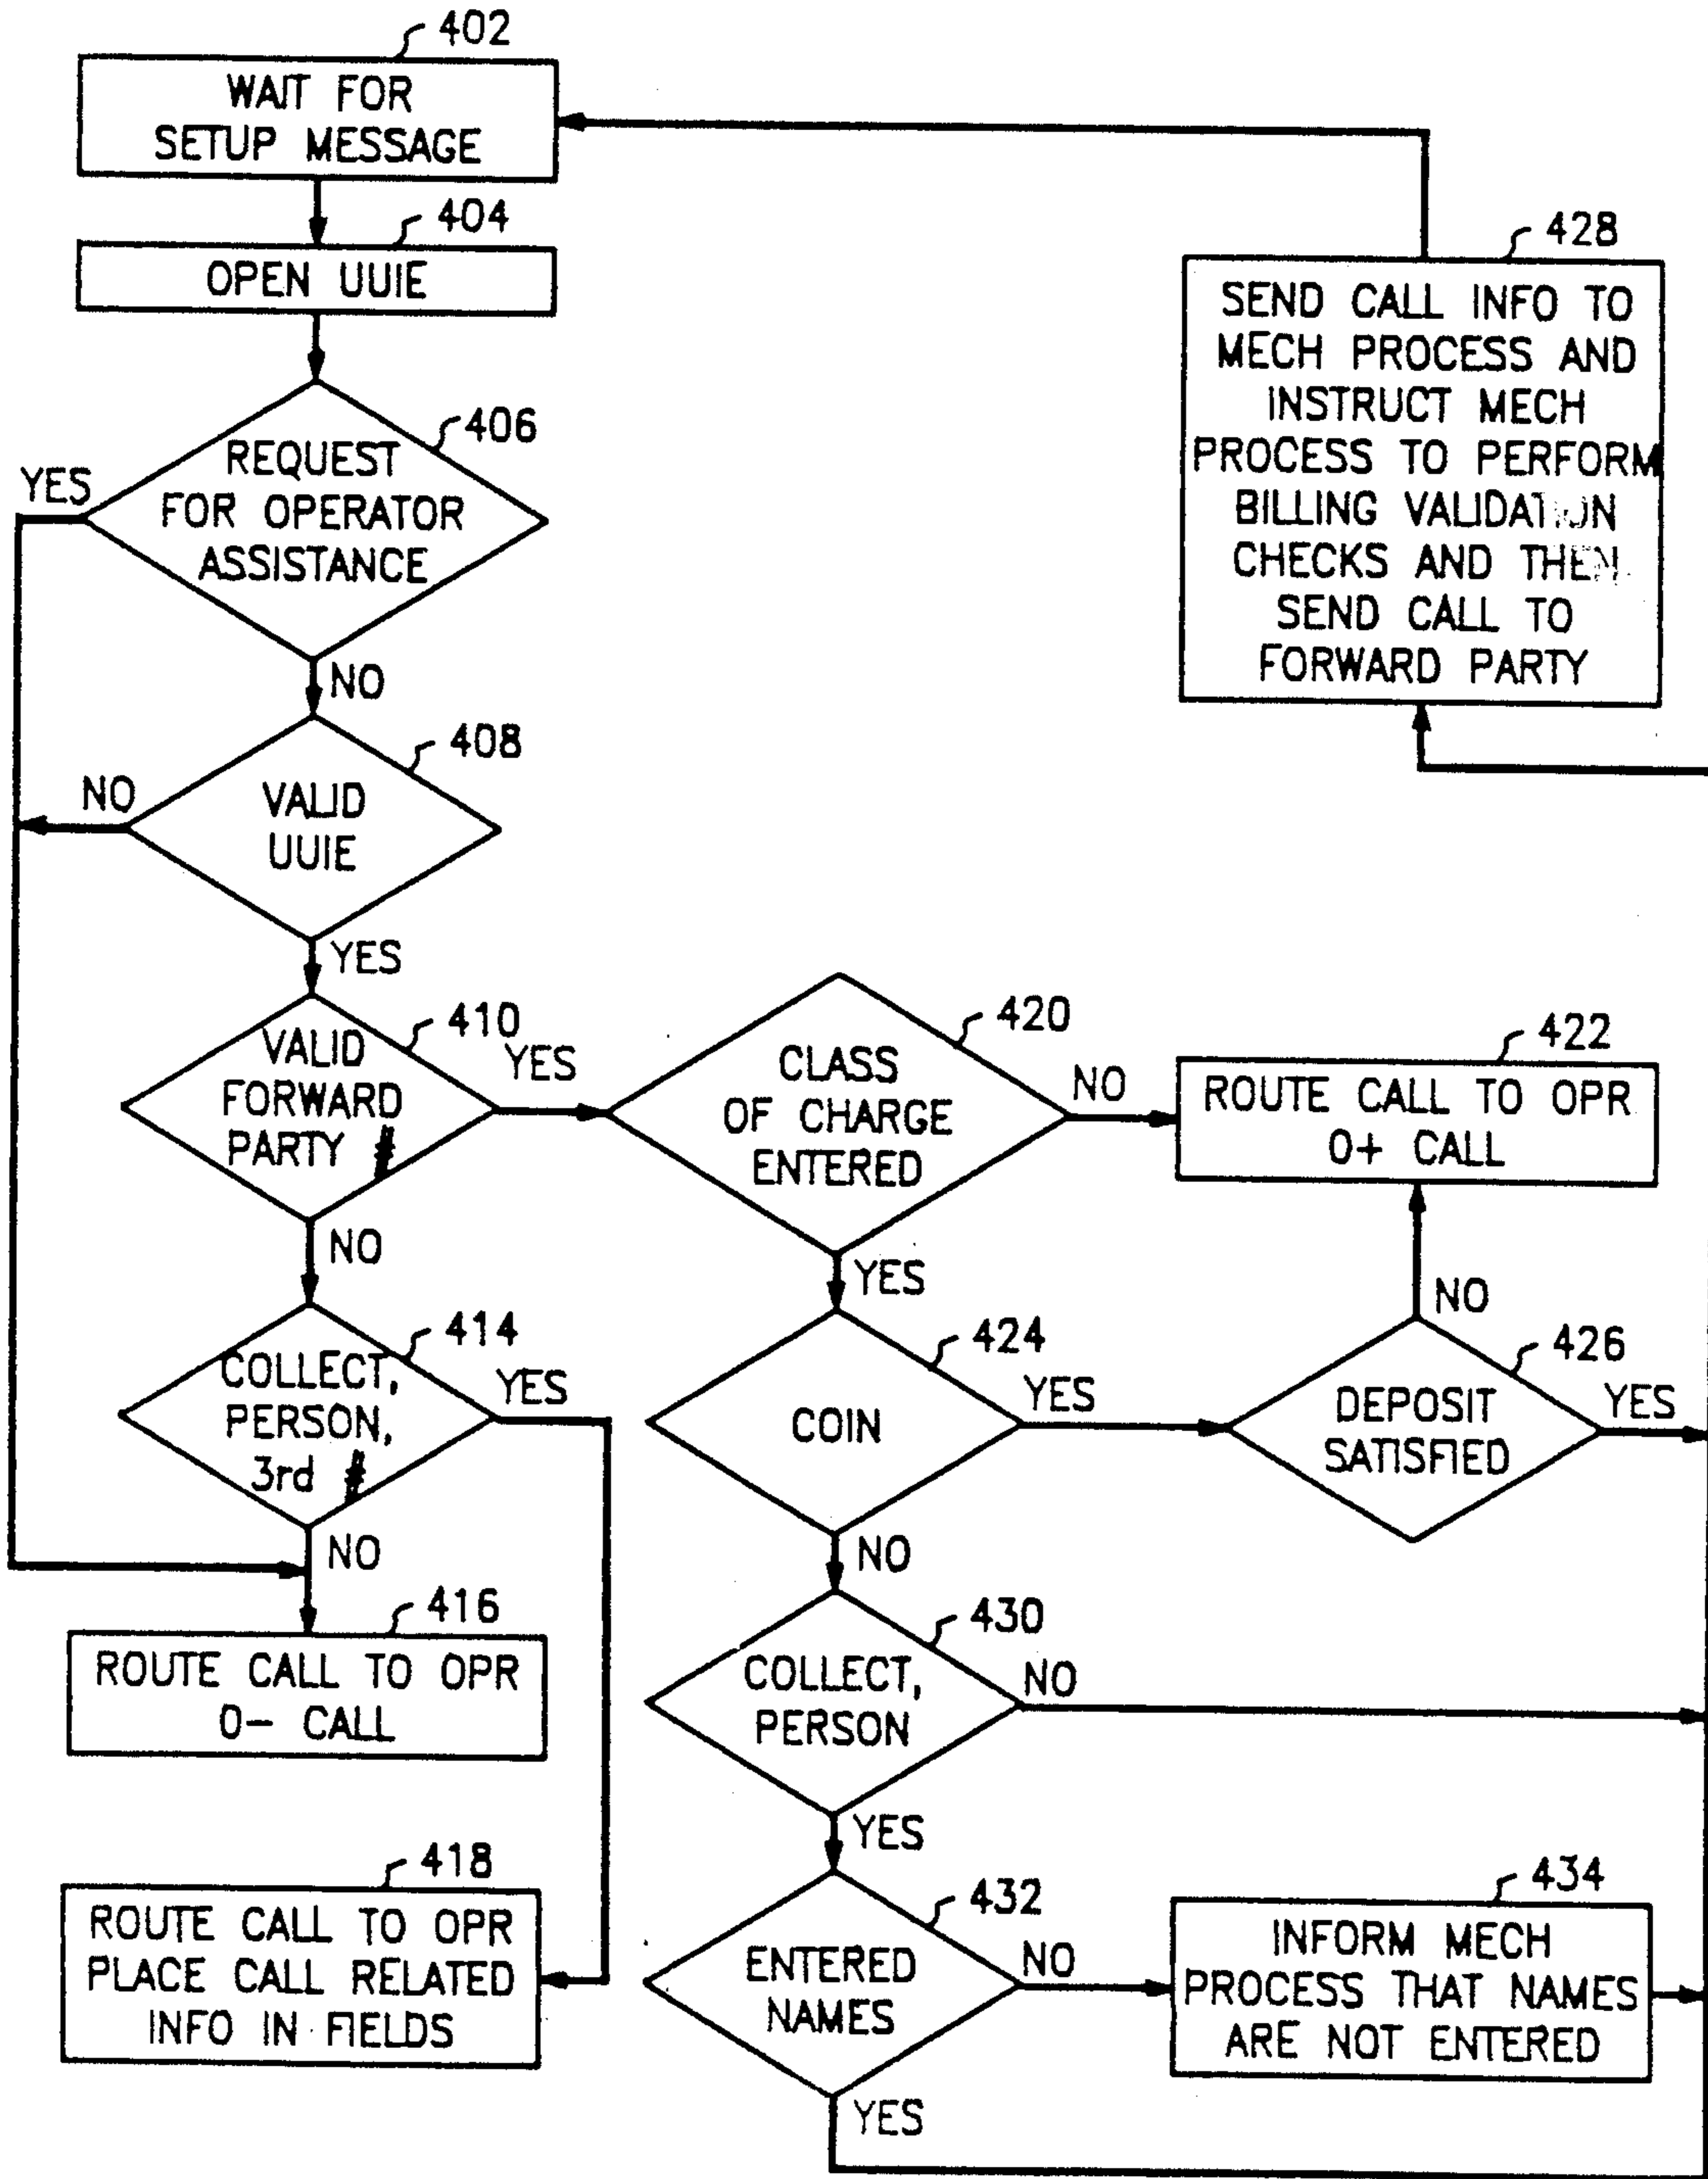 402
WAIT FOR
SETUP MESSAGE
404
OPEN UUIE
406
REQUEST
FOR OPERATOR
ASSISTANCE
YES
NO
408
VALID
UUIE
NO
YES
410
VALID
FORWARD
PARTY #
YES
NO
414
COLLECT,
PERSON,
3rd #
YES
NO
416
ROUTE CALL TO OPR
0- CALL
418
ROUTE CALL TO OPR
PLACE CALL RELATED
INFO IN FIELDS
420
CLASS
OF CHARGE
ENTERED
NO
YES
422
ROUTE CALL TO OPR
0+ CALL
424
COIN
YES
NO
426
DEPOSIT
SATISFIED
NO
YES
428
SEND CALL INFO TO
MECH PROCESS AND
INSTRUCT MECH
PROCESS TO PERFORM
BILLING VALIDATION
CHECKS AND THEN
SEND CALL TO
FORWARD PARTY
430
COLLECT,
PERSON
NO
YES
432
ENTERED
NAMES
NO
YES
434
INFORM MECH
PROCESS THAT NAMES
ARE NOT ENTERED